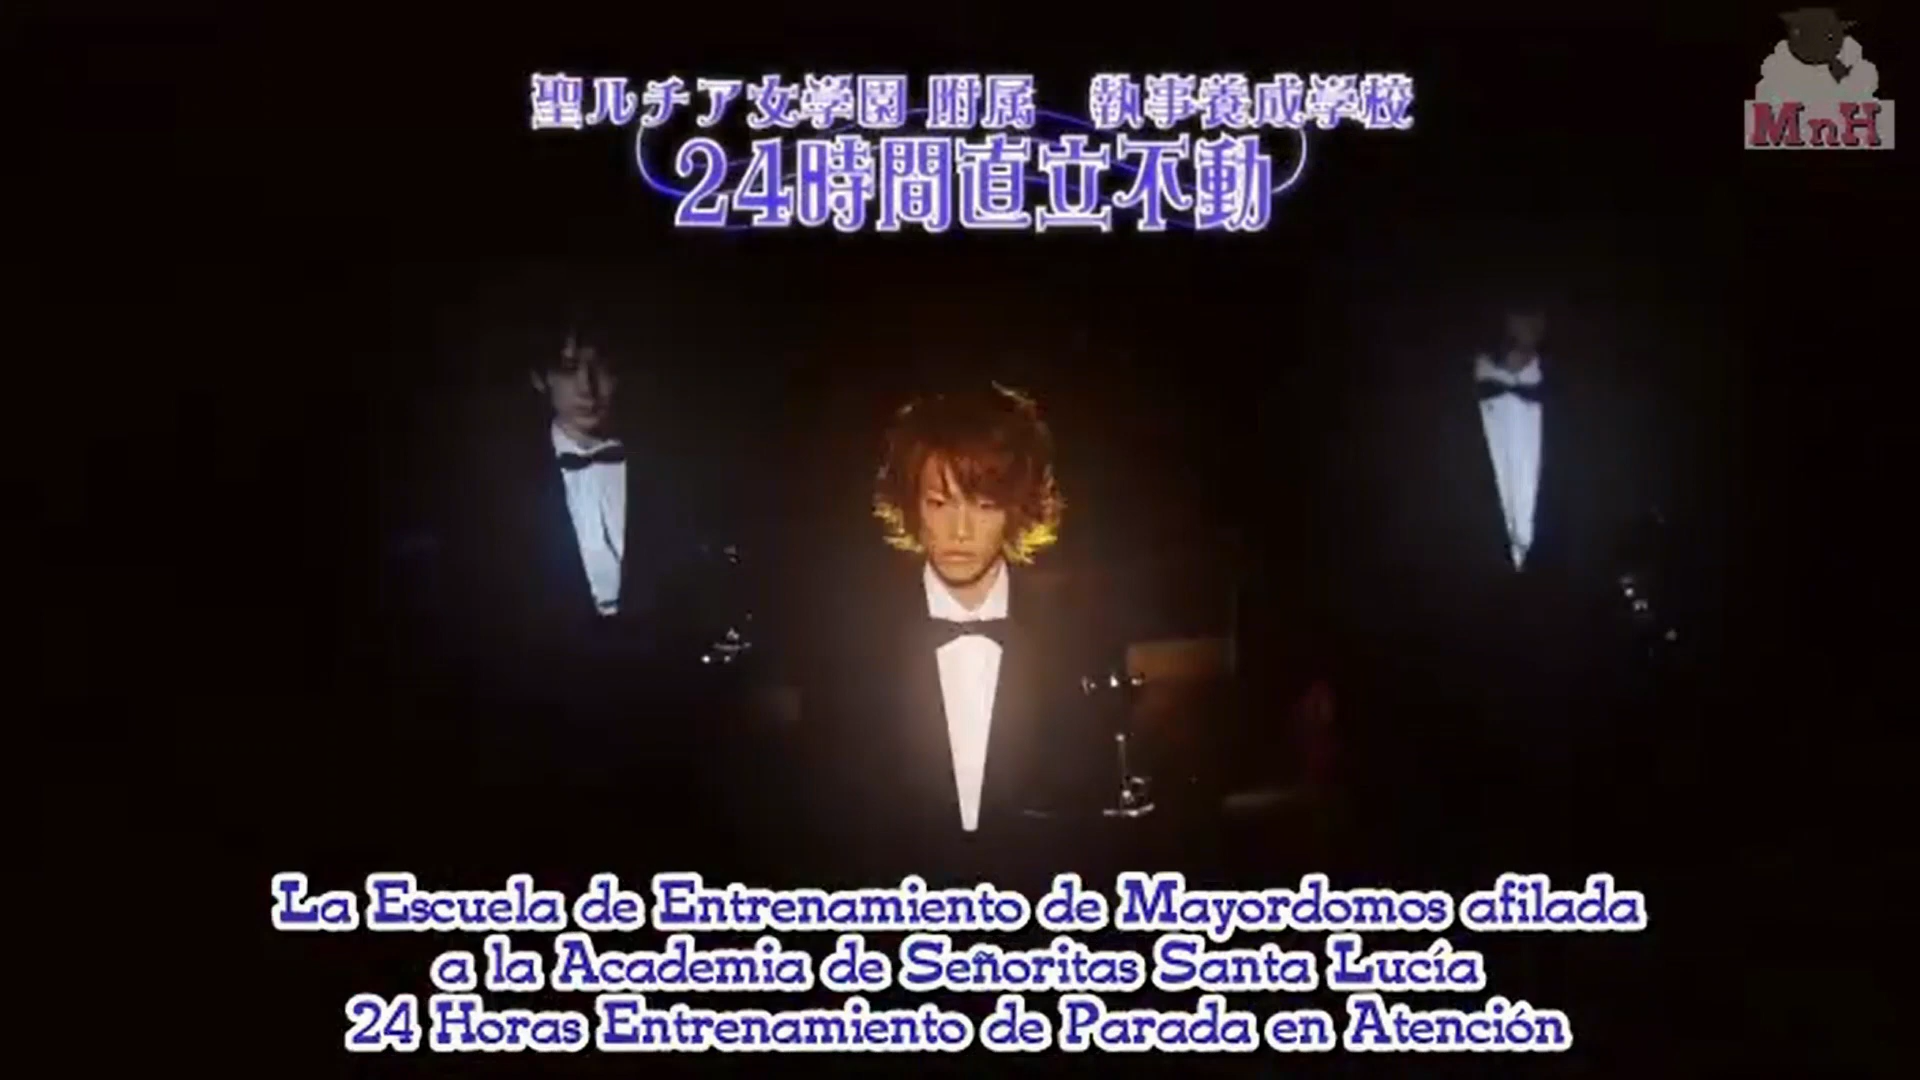 聖ルチア女学園 附属 執事養成学校
24時間直立不動
MnH
La Escuela de Entrenamiento de Mayordomos afilada
a la Academia de Señoritas Santa Lucía
24 Horas Entrenamiento de Parada en Atención